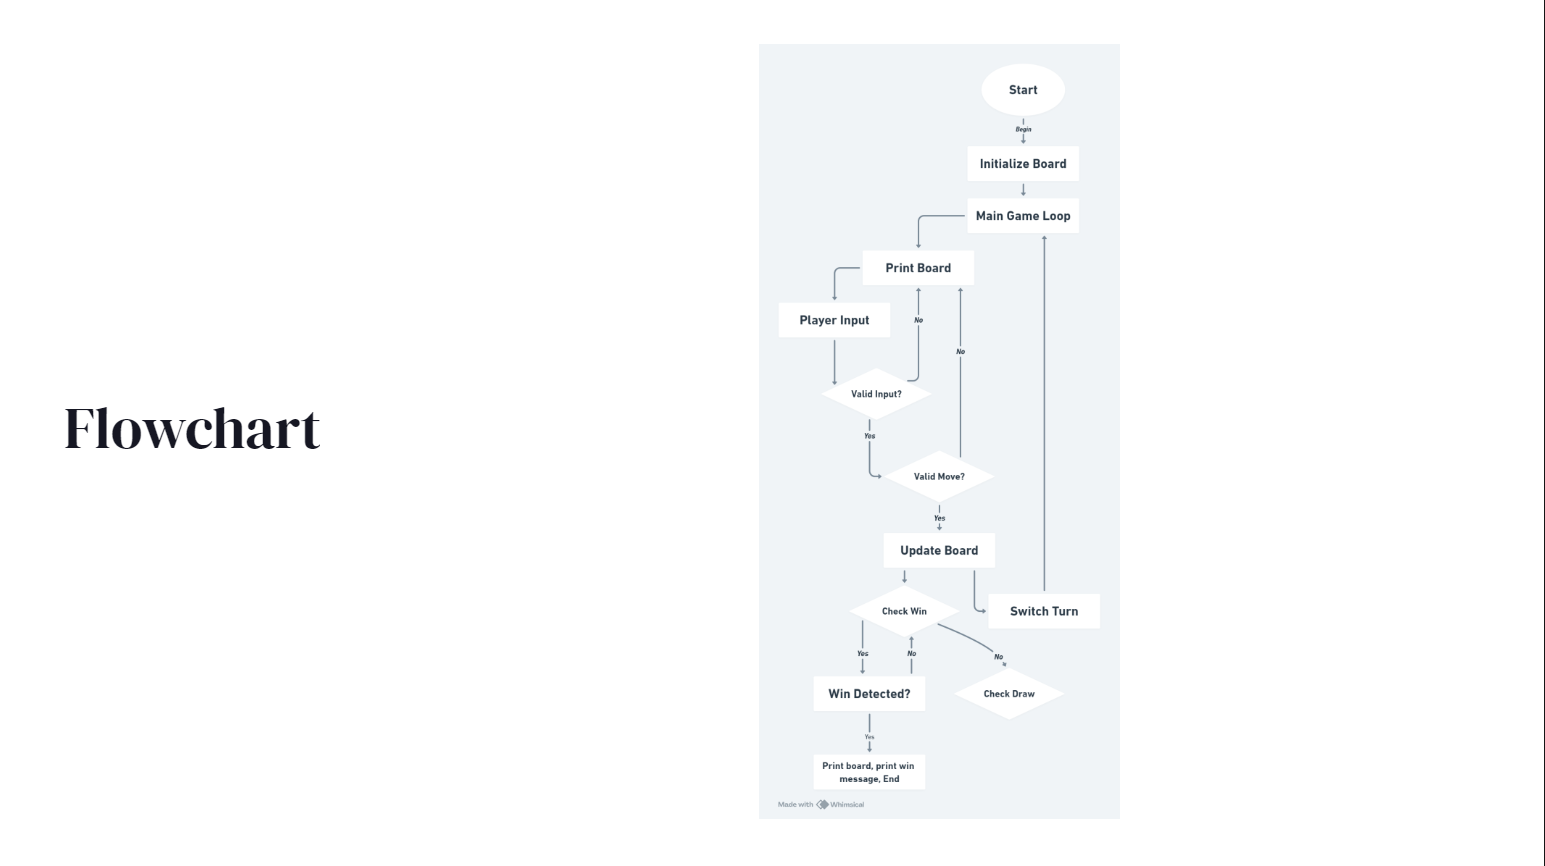 Flowchart
Start
Begin
Initialize Board
Main Game Loop
Print Board
Player Input
No
No
Valid Input?
Yes
Valid Move?
Yes
Update Board
Check Win
Switch Turn
Yes
No
No
Win Detected?
Check Draw
Yes
Print board, print win
message, End
Made with Whimsical